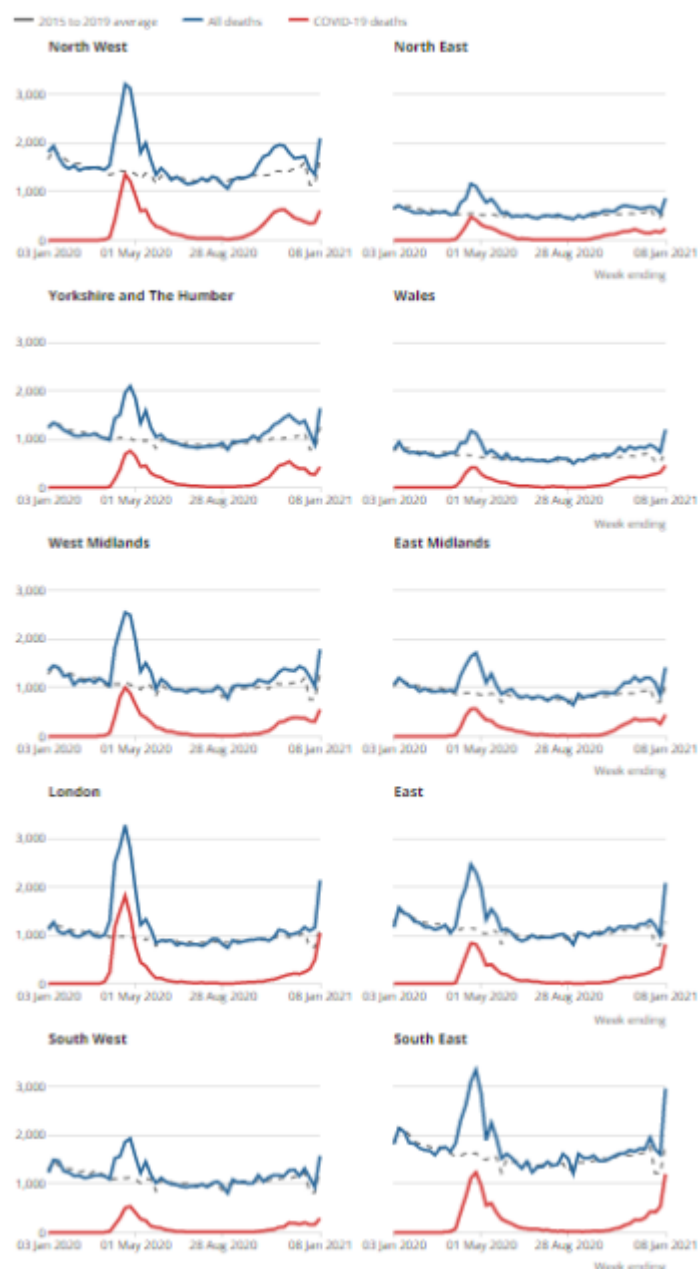 2015 to 2019 average All deaths COVID-19 deaths
North West North East
3,000
2,000
1,000
0
03 Jan 2020 01 May 2020 28 Aug 2020 08 Jan 2021 03 Jan 2020 01 May 2020 28 Aug 2020 08 Jan 2021
Week ending
Yorkshire and The Humber Wales
3,000
2,000
1,000
0
03 Jan 2020 01 May 2020 28 Aug 2020 08 Jan 2021 03 Jan 2020 01 May 2020 28 Aug 2020 08 Jan 2021
Week ending
West Midlands East Midlands
3,000
2,000
1,000
0
03 Jan 2020 01 May 2020 28 Aug 2020 08 Jan 2021 03 Jan 2020 01 May 2020 28 Aug 2020 08 Jan 2021
Week ending
London East
3,000
2,000
1,000
0
03 Jan 2020 01 May 2020 28 Aug 2020 08 Jan 2021 03 Jan 2020 01 May 2020 28 Aug 2020 08 Jan 2021
Week ending
South West South East
3,000
2,000
1,000
0
03 Jan 2020 01 May 2020 28 Aug 2020 08 Jan 2021 03 Jan 2020 01 May 2020 28 Aug 2020 08 Jan 2021
Week ending